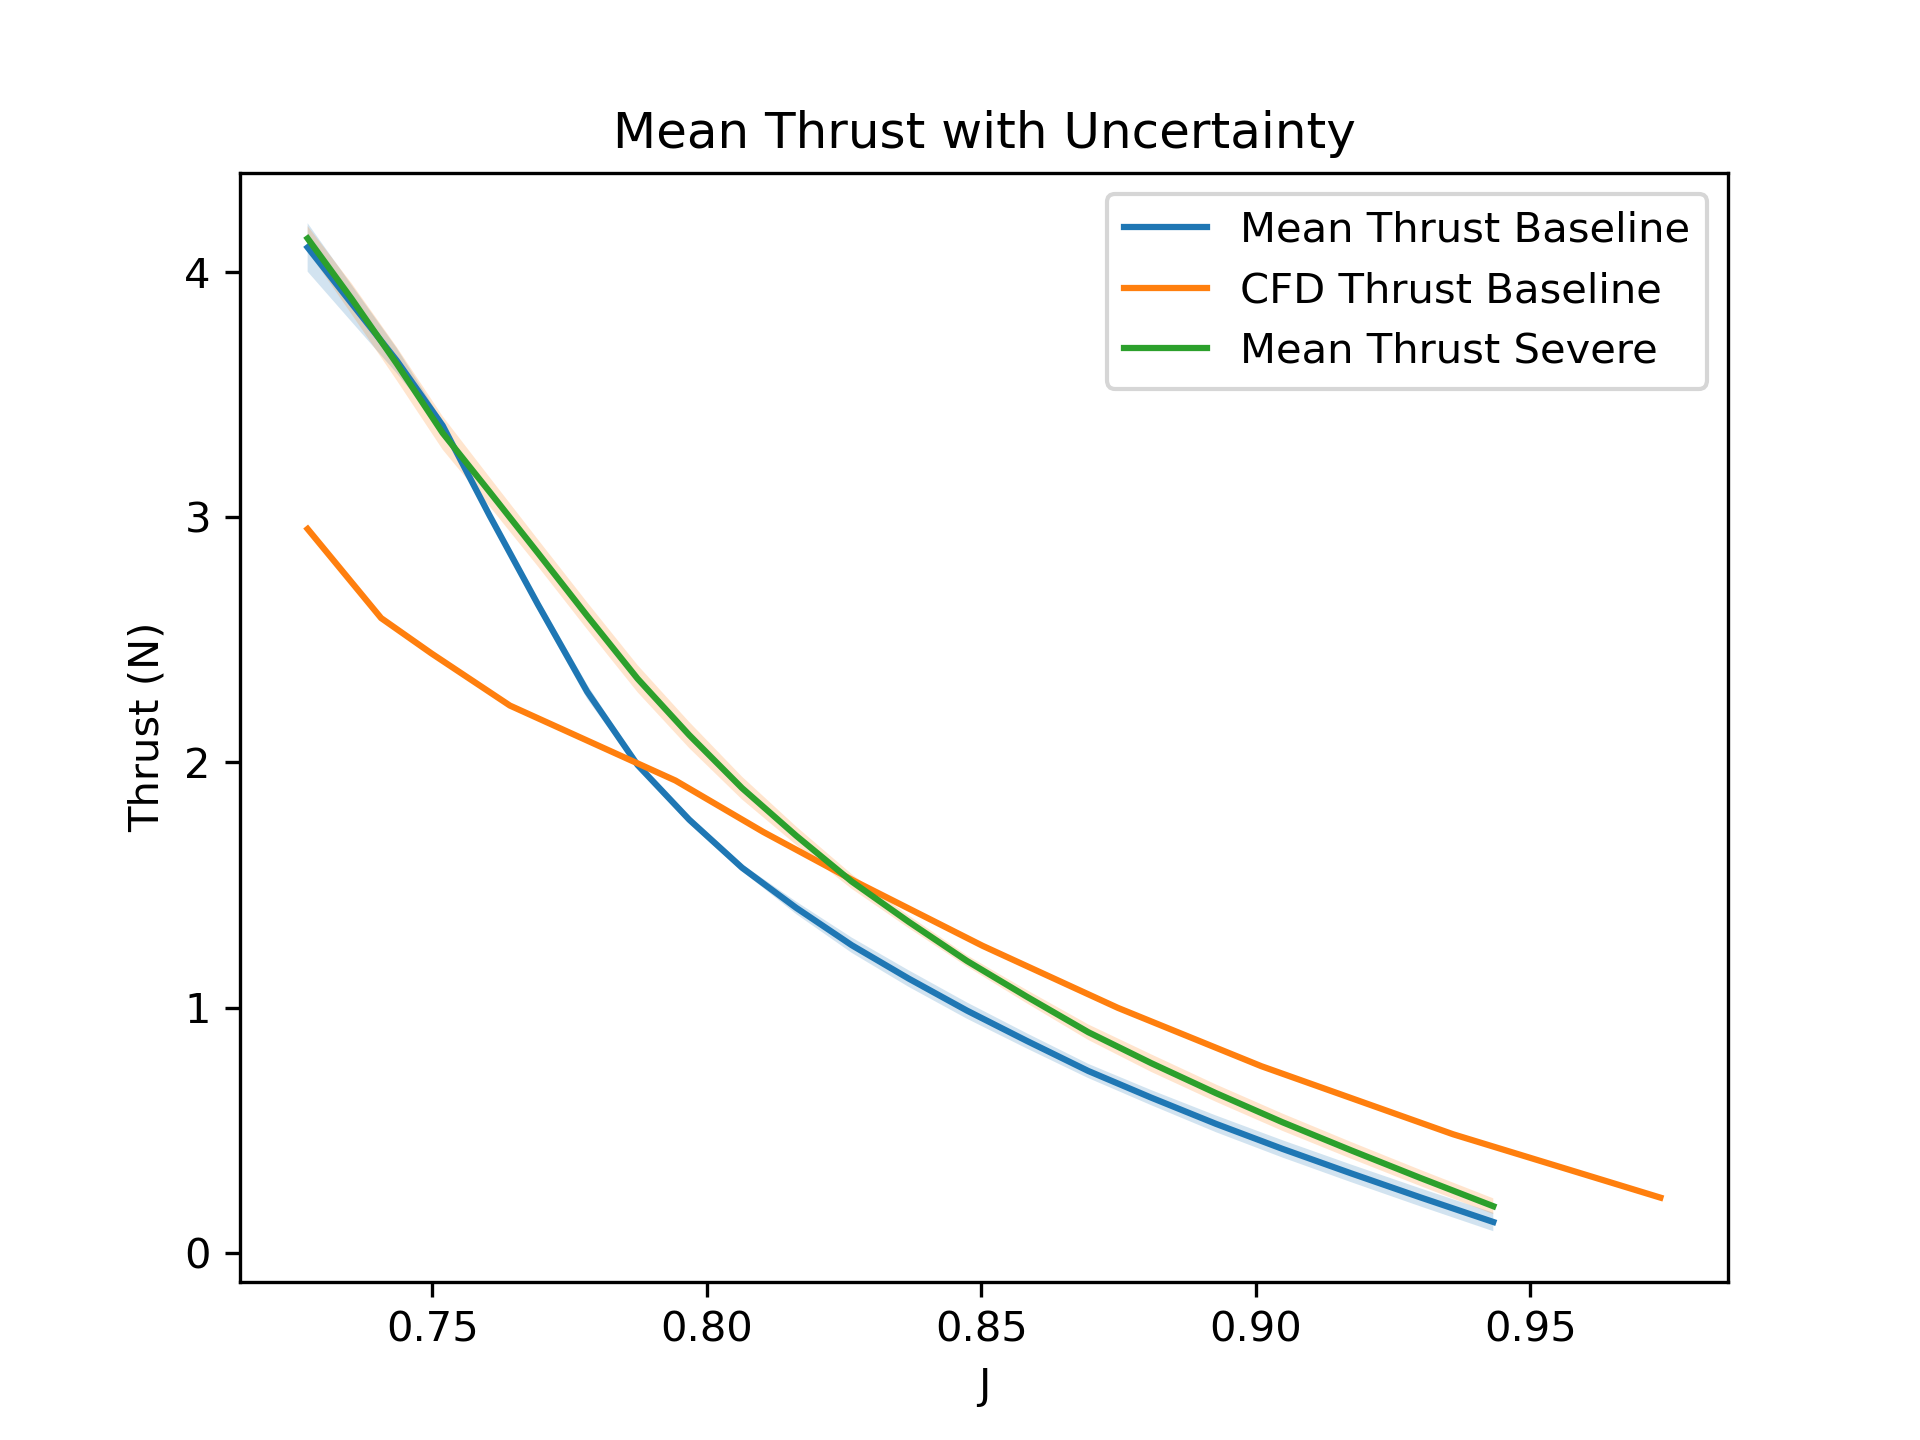 Mean Thrust with Uncertainty
Mean Thrust Baseline
CFD Thrust Baseline
Mean Thrust Severe
Thrust (N)
4
3
2
1
0
0.75 0.80 0.85 0.90 0.95
J